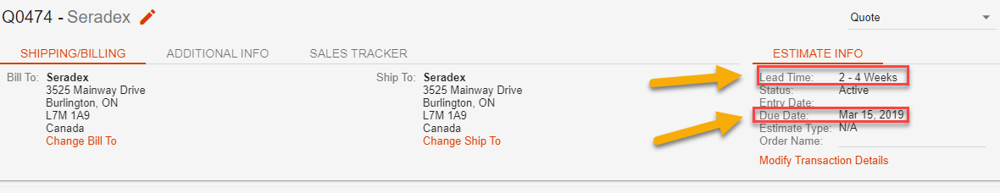 Q0474 - Seradex
Quote
SHIPPING/BILLING ADDITIONAL INFO SALES TRACKER ESTIMATE INFO
Bill To: Seradex
3525 Mainway Drive
Burlington, ON
L7M 1A9
Canada
Change Bill To
Ship To: Seradex
3525 Mainway Drive
Burlington, ON
L7M 1A9
Canada
Change Ship To
Lead Time: 2 - 4 Weeks
Status: Active
Entry Date:
Due Date: Mar 15, 2019
Estimate Type: N/A
Order Name:
Modify Transaction Details